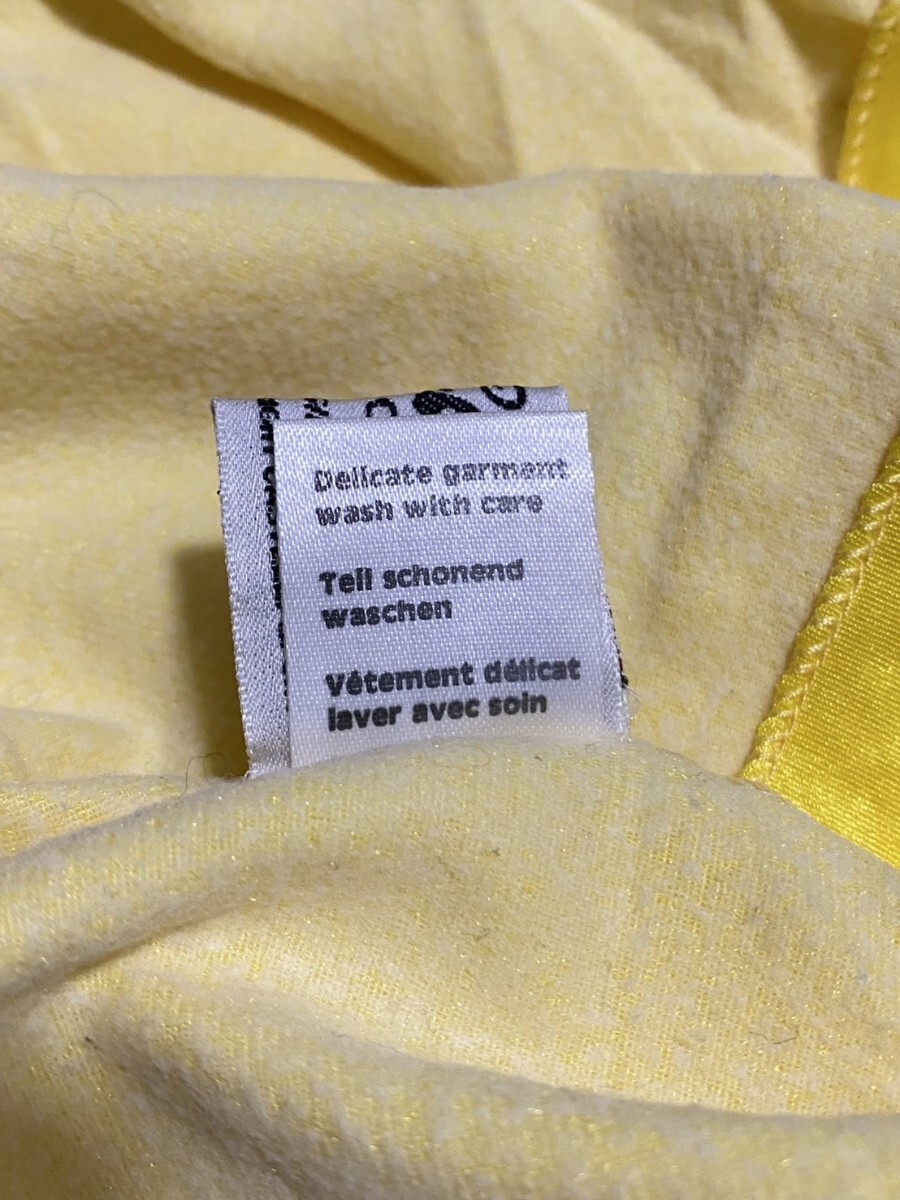 Delicate garment
wash with care
Teil schonend
waschen
Vêtement délicat
laver avec soin